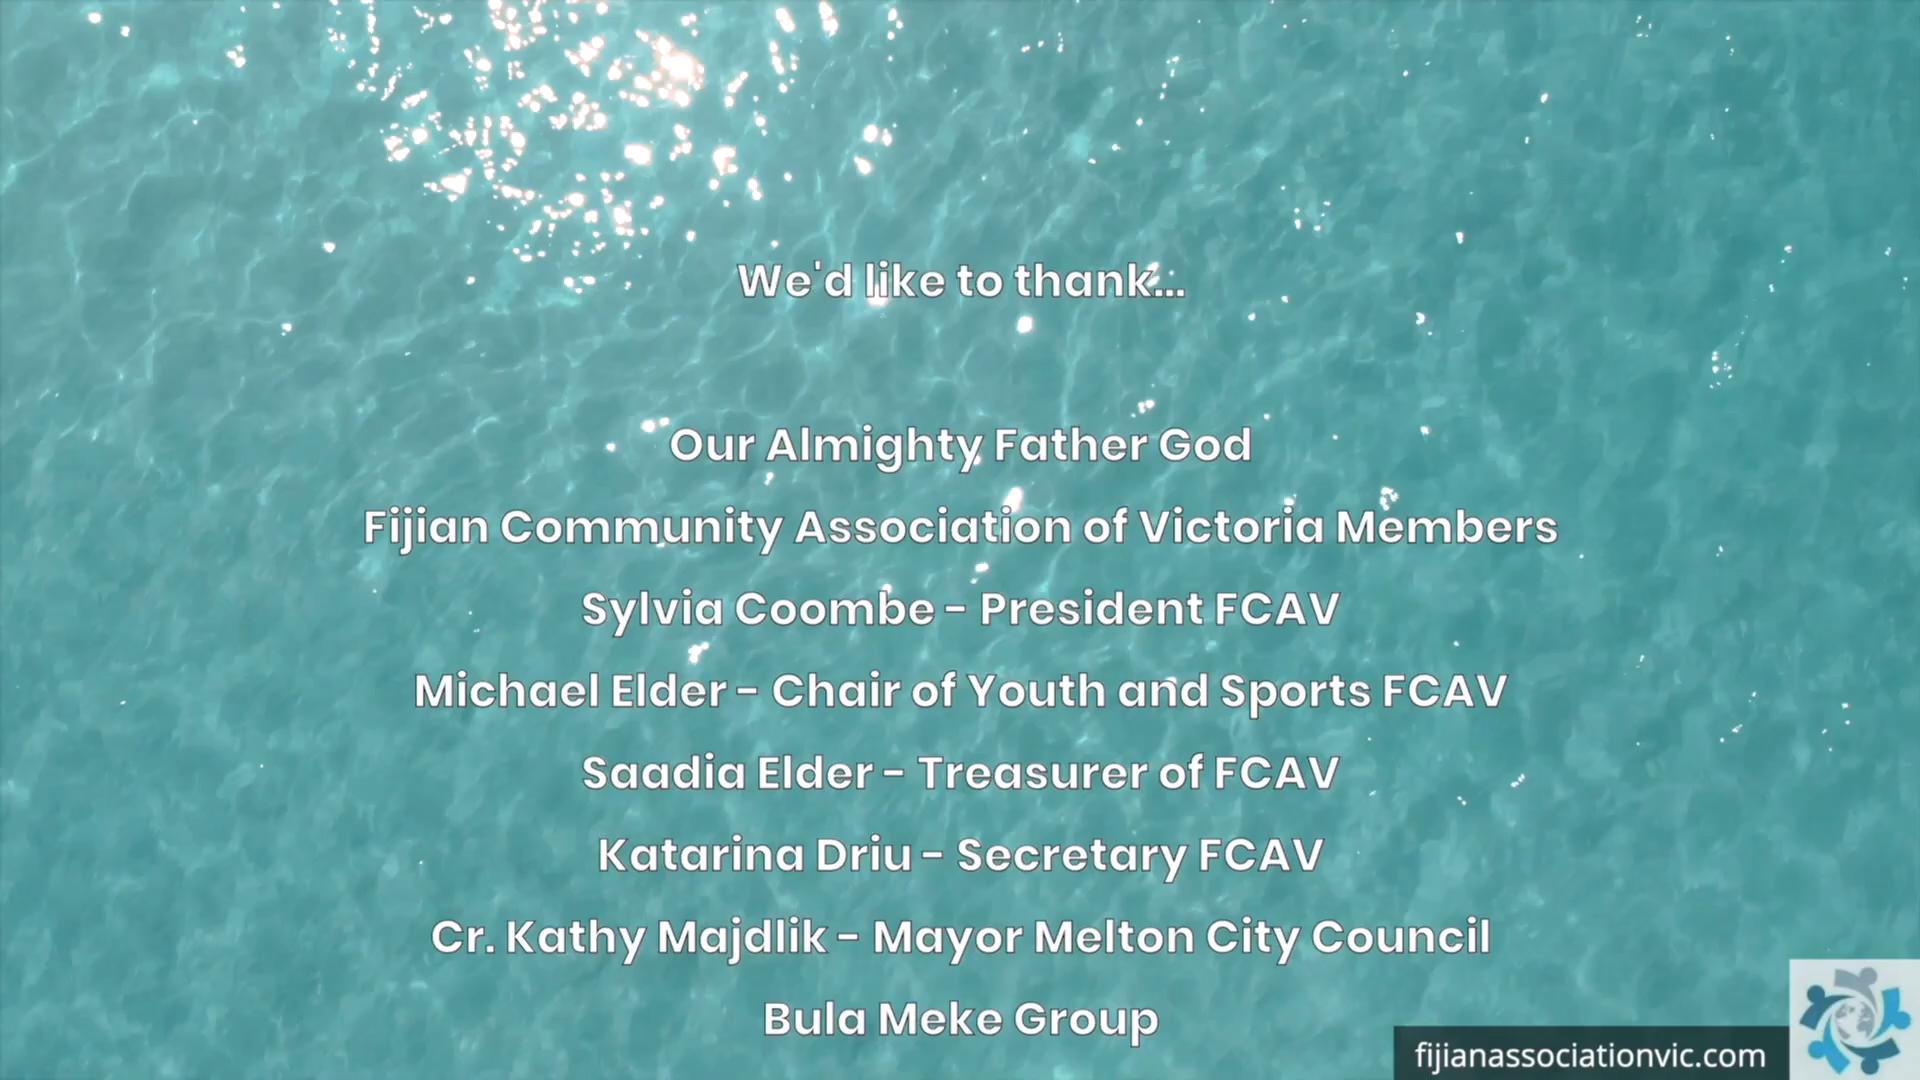 We'd like to thank...
Our Almighty Father God
Fijian Community Association of Victoria Members
Sylvia Coombe - President FCAV
Michael Elder - Chair of Youth and Sports FCAV
Saadia Elder - Treasurer of FCAV
Katarina Driu - Secretary FCAV
Cr. Kathy Majdlik - Mayor Melton City Council
Bula Meke Group
fijianassociationvic.com